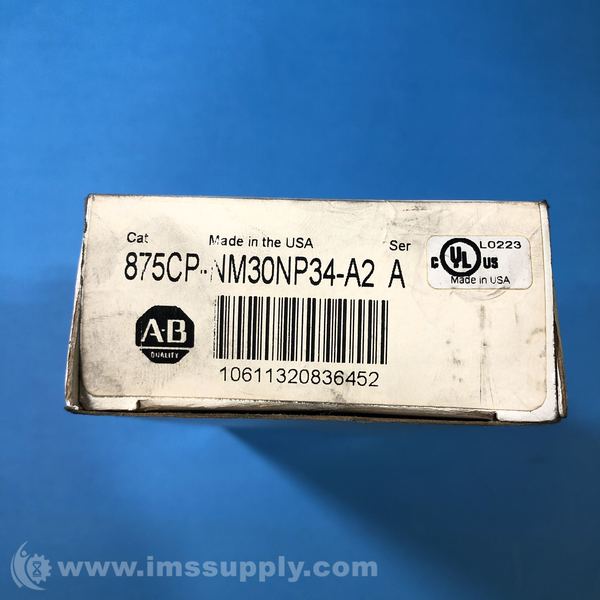 Cat Made in the USA Ser
875CP-NM30NP34-A2 A
c UL US L0223
Made in USA
A-B
QUALITY
10611320836452
www.imssupply.com